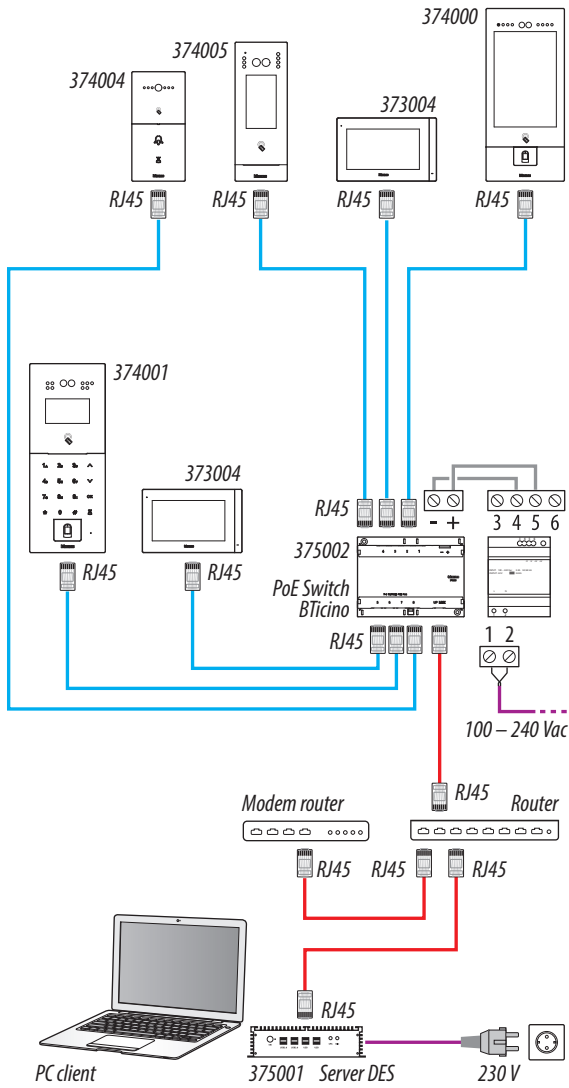 374000
374005
374004
373004
RJ45
RJ45
RJ45
RJ45
374001
373004
RJ45
- +
3 4 5 6
375002
PoE Switch
BTicino
RJ45
RJ45
RJ45
1 2
100 – 240 Vac
RJ45
Modem router
Router
RJ45
RJ45
RJ45
RJ45
PC client
375001
Server DES
230 V